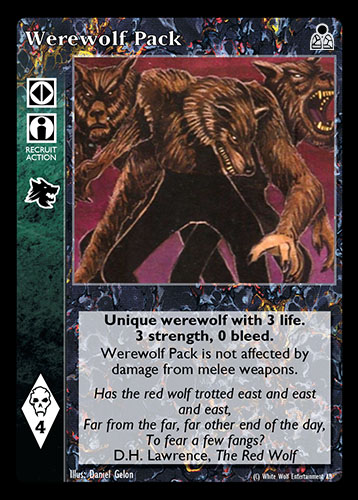 Werewolf Pack
RECRUIT
ACTION
Unique werewolf with 3 life.
3 strength, 0 bleed.
Werewolf Pack is not affected by
damage from melee weapons.
Has the red wolf trotted east and east
and east,
Far from the far, far other end of the day,
To fear a few fangs?
D.H. Lawrence, The Red Wolf
4
Illus: Daniel Gelon
(C) White Wolf Entertainment AB